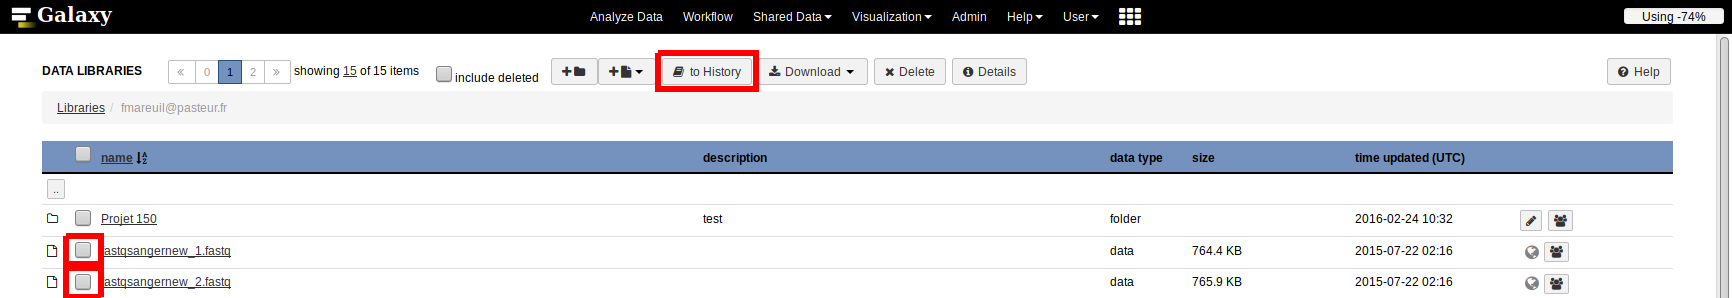 Galaxy
Analyze Data Workflow Shared Data Visualization Admin Help User
Using -74%
DATA LIBRARIES « 0 1 2 » showing 15 of 15 items include deleted to History Download Delete Details Help
Libraries / fmareuil@pasteur.fr
name description data type size time updated (UTC)
..
Projet 150 test folder 2016-02-24 10:32
astqsangernew_1.fastq data 764.4 KB 2015-07-22 02:16
astqsangernew_2.fastq data 765.9 KB 2015-07-22 02:16